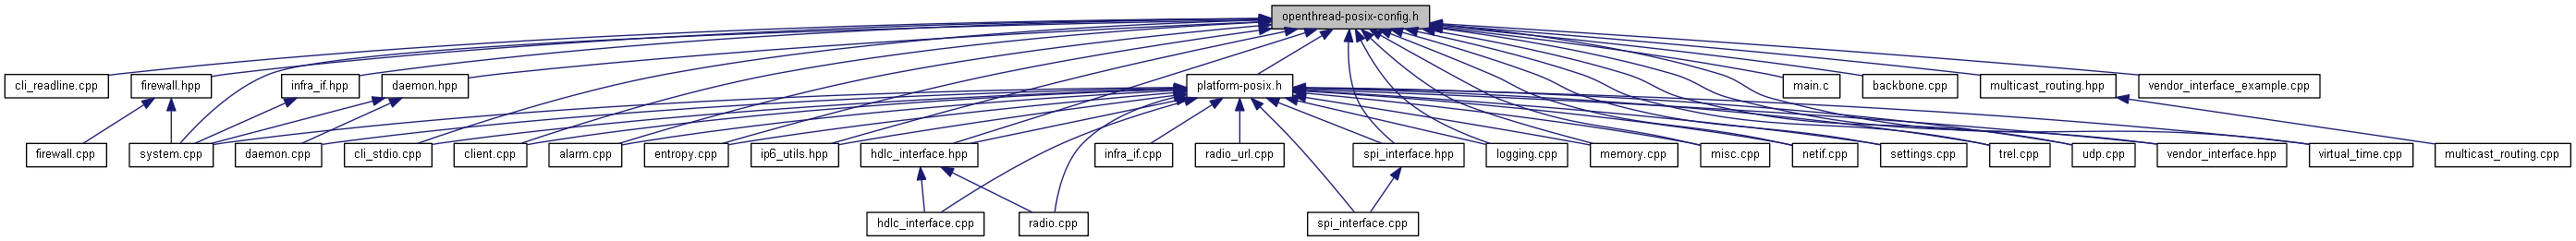 openthread-posix-config.h
cli_readline.cpp
firewall.hpp
infra_if.hpp
daemon.hpp
platform-posix.h
main.c
backbone.cpp
multicast_routing.hpp
vendor_interface_example.cpp
firewall.cpp
system.cpp
daemon.cpp
cli_stdio.cpp
client.cpp
alarm.cpp
entropy.cpp
ip6_utils.hpp
hdlc_interface.hpp
infra_if.cpp
radio_url.cpp
spi_interface.hpp
logging.cpp
memory.cpp
misc.cpp
netif.cpp
settings.cpp
trel.cpp
udp.cpp
vendor_interface.hpp
virtual_time.cpp
multicast_routing.cpp
hdlc_interface.cpp
radio.cpp
spi_interface.cpp